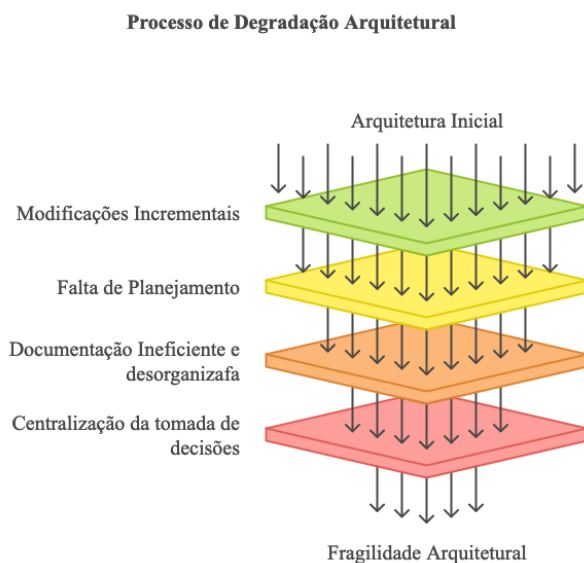 Processo de Degradação Arquitetural
Arquitetura Inicial
Modificações Incrementais
Falta de Planejamento
Documentação Ineficiente e
desorganizafa
Centralização da tomada de
decisões
Fragilidade Arquitetural